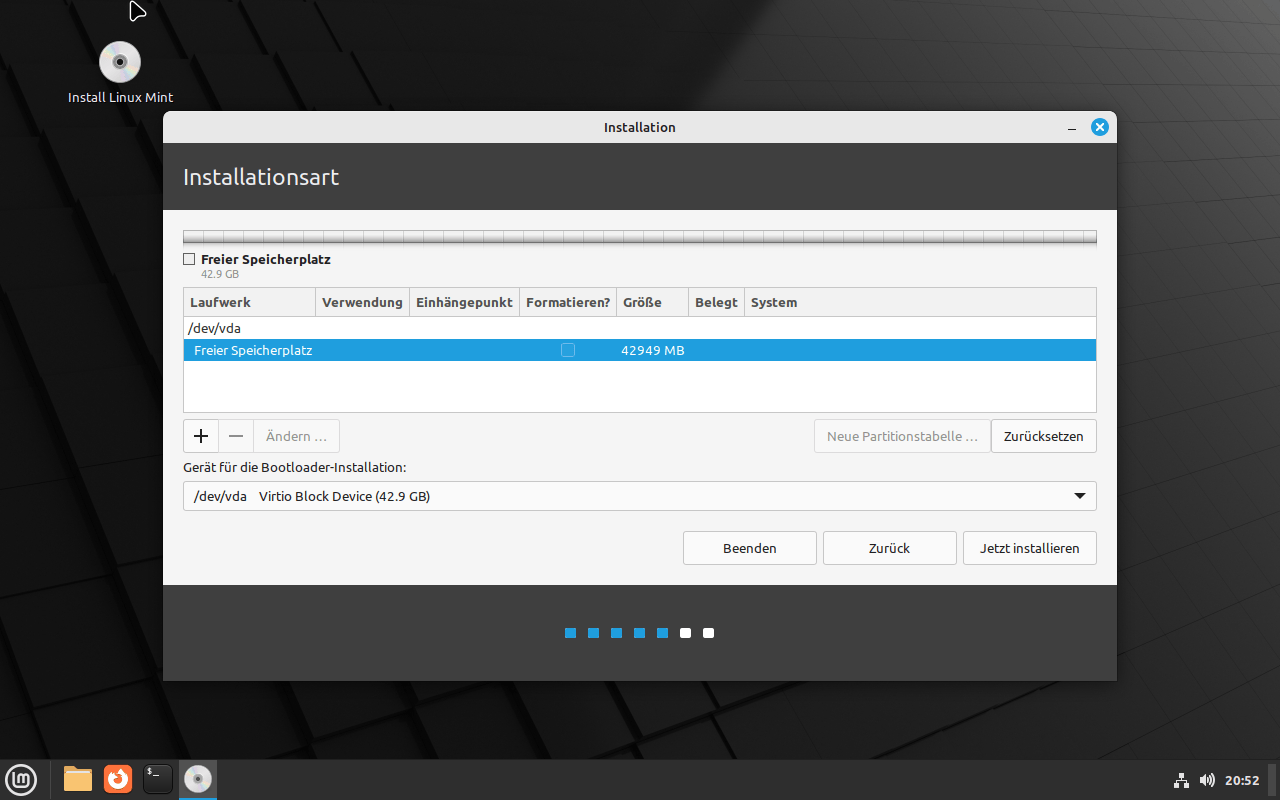 Install Linux Mint
Installation
Installationsart
Freier Speicherplatz
42.9 GB
Laufwerk Verwendung Einhängepunkt Formatieren? Größe Belegt System
/dev/vda
Freier Speicherplatz 42949 MB
Ändern ... Neue Partitionstabelle ... Zurücksetzen
Gerät für die Bootloader-Installation:
/dev/vda Virtio Block Device (42.9 GB)
Beenden Zurück Jetzt installieren
lm $_ 20:52